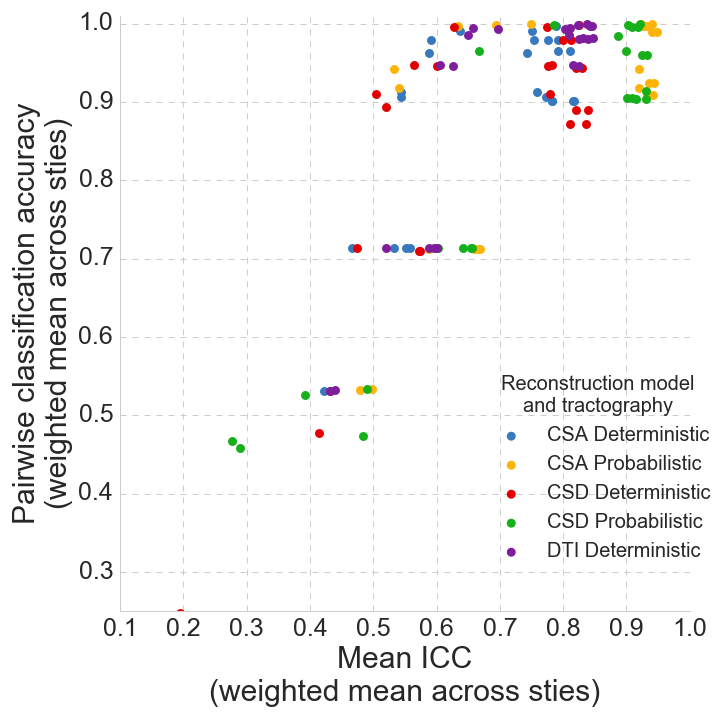 Pairwise classification accuracy
(weighted mean across sties)
1.0
0.9
0.8
0.7
0.6
0.5
0.4
0.3
Reconstruction model
and tractography
CSA Deterministic
CSA Probabilistic
CSD Deterministic
CSD Probabilistic
DTI Deterministic
0.1 0.2 0.3 0.4 0.5 0.6 0.7 0.8 0.9 1.0
Mean ICC
(weighted mean across sties)